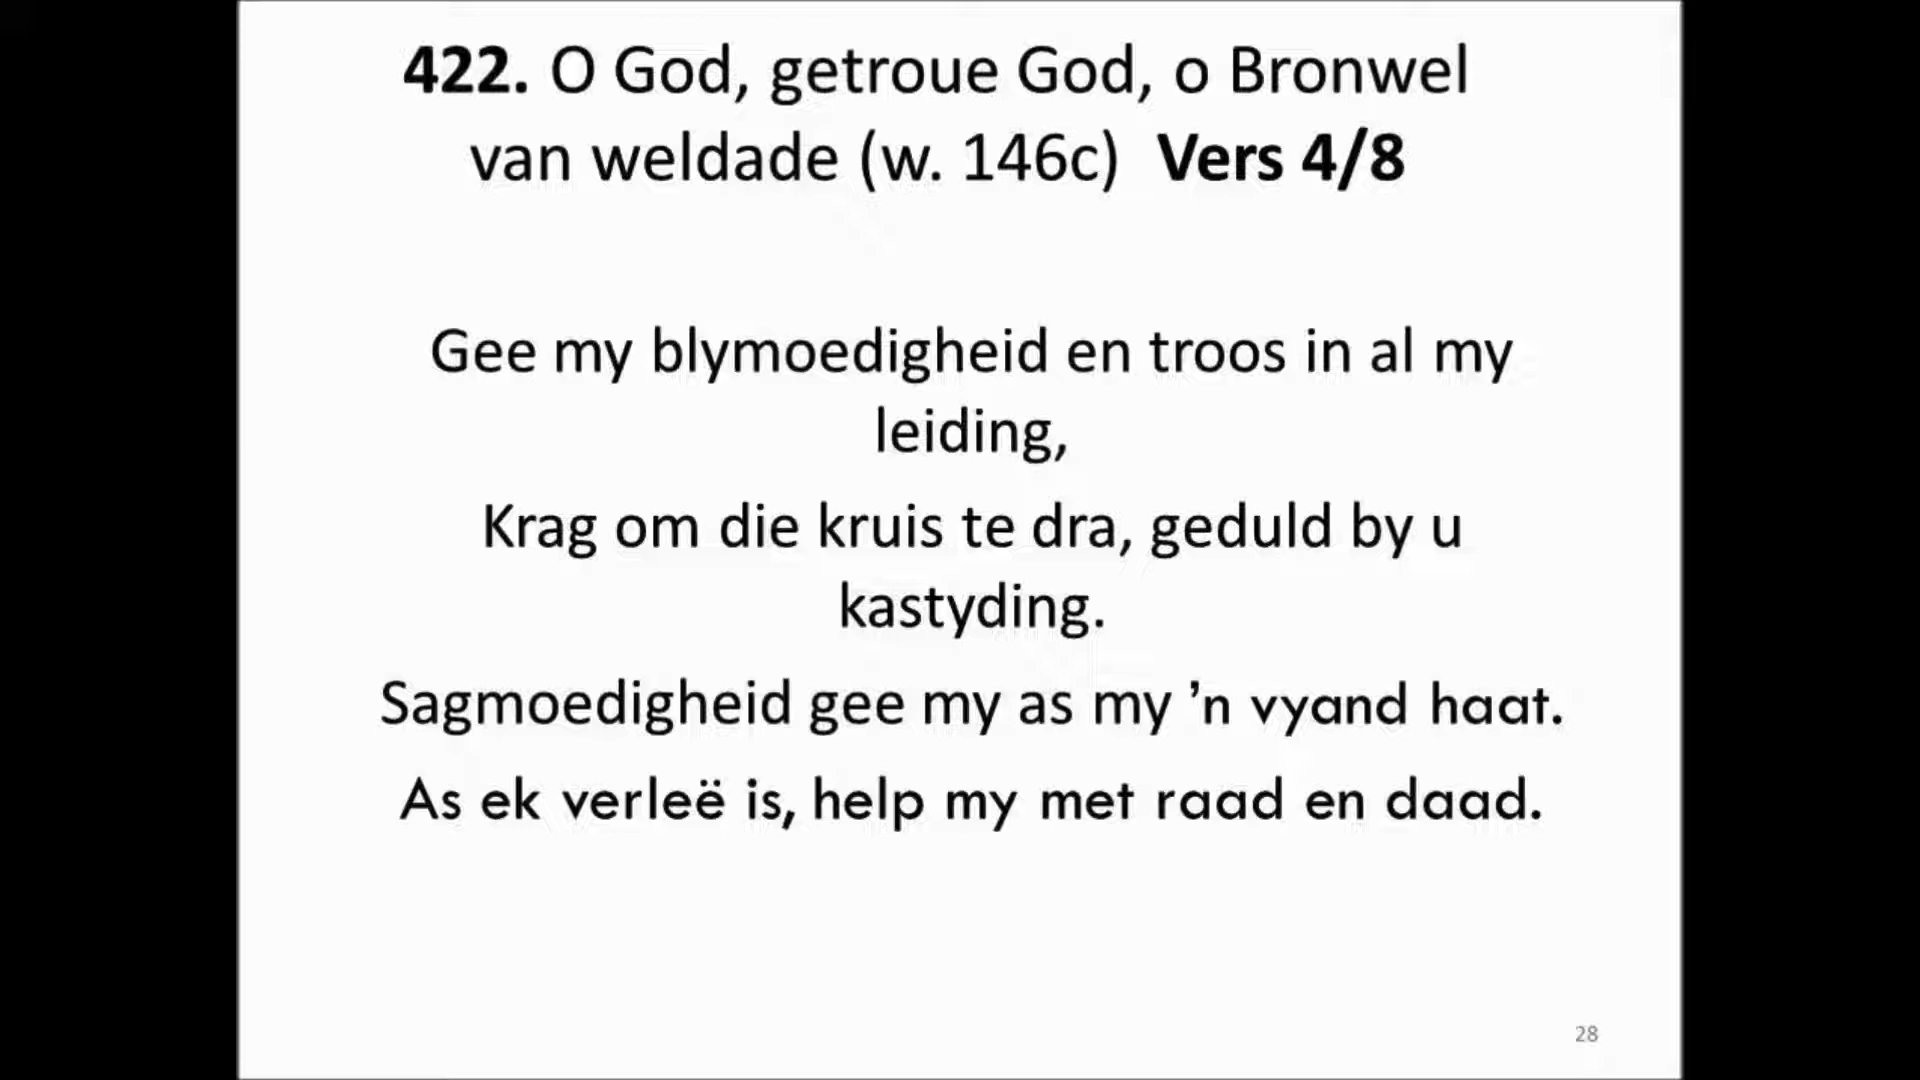 422. O God, getroue God, o Bronwel
van weldade (w. 146c) Vers 4/8
Gee my blymoedigheid en troos in al my
leiding,
Krag om die kruis te dra, geduld by u
kastyding.
Sagmoedigheid gee my as my ’n vyand haat.
As ek verleë is, help my met raad en daad.
28